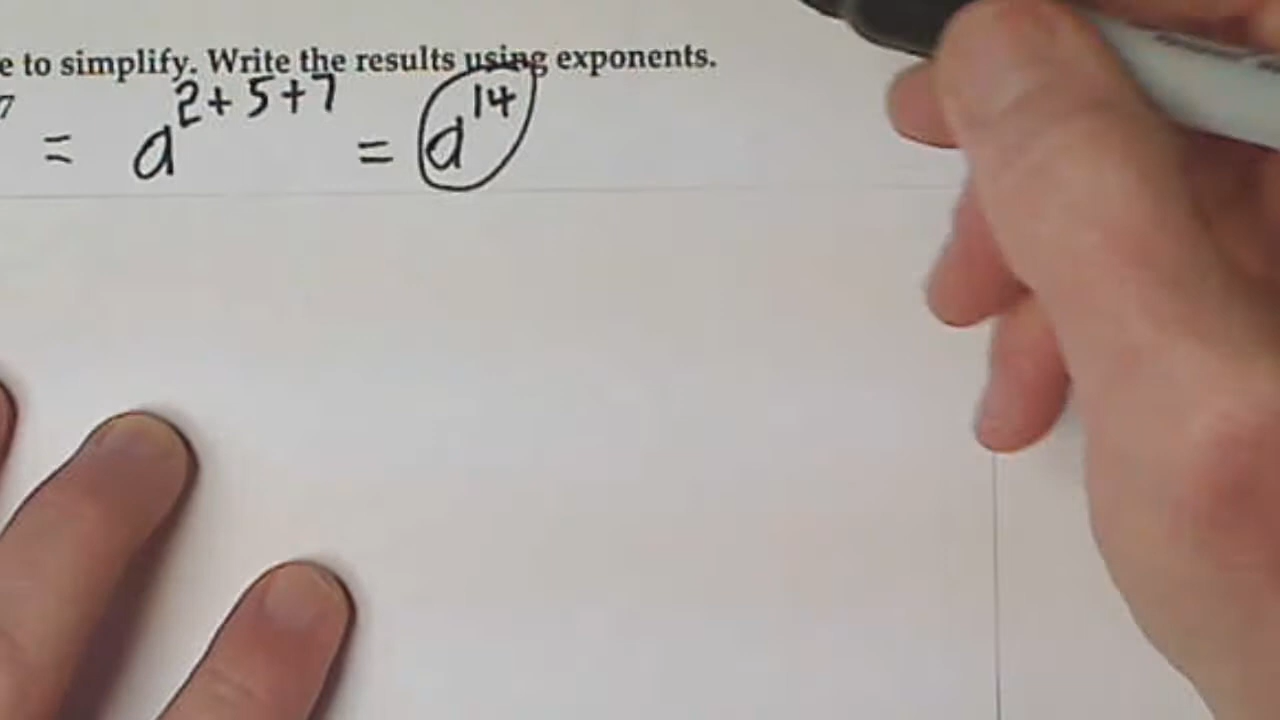 e to simplify. Write the results using exponents.
7 = a^{2+5+7} = a^{14}